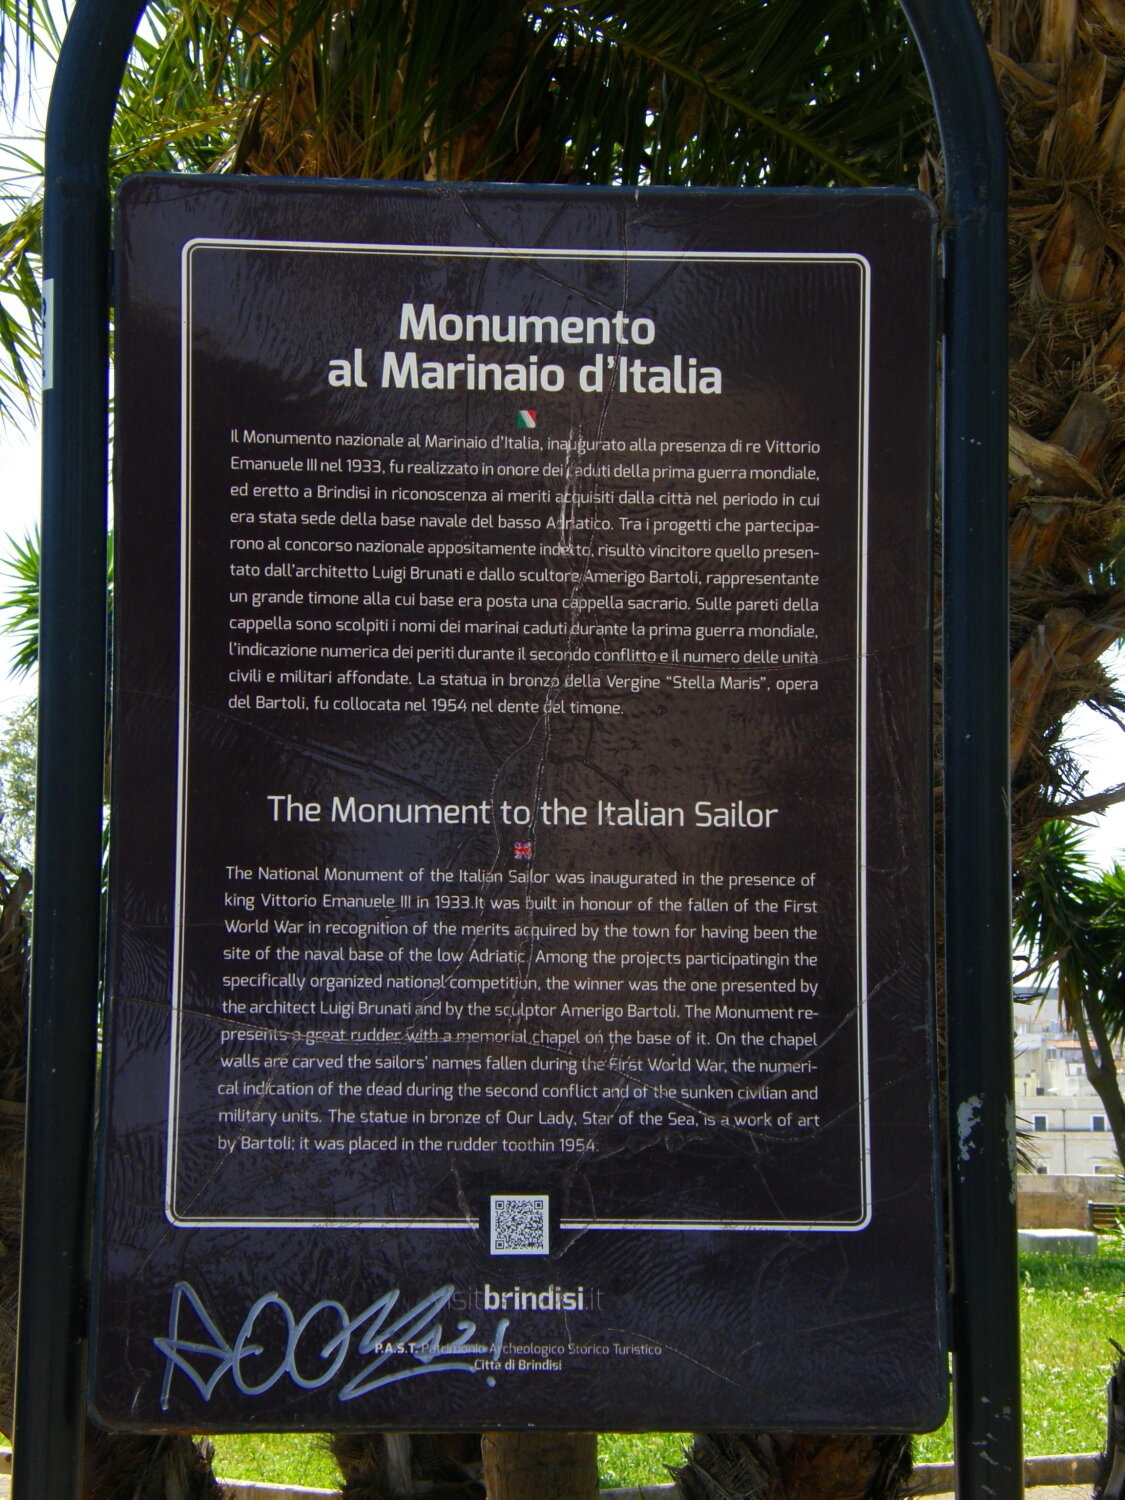 Monumento
al Marinaio d'Italia
Il Monumento nazionale al Marinaio d'Italia, inaugurato alla presenza di re Vittorio
Emanuele III nel 1933, fu realizzato in onore dei caduti della prima guerra mondiale,
ed eretto a Brindisi in riconoscenza ai meriti acquisiti dalla città nel periodo in cui
era stata sede della base navale del basso Adriatico. Tra i progetti che partecipa-
rono al concorso nazionale appositamente indetto, risultò vincitore quello presen-
tato dall'architetto Luigi Brunati e dallo scultore Amerigo Bartoli, rappresentante
un grande timone alla cui base era posta una cappella sacrario. Sulle pareti della
cappella sono scolpiti i nomi dei marinai caduti durante la prima guerra mondiale,
l'indicazione numerica dei periti durante il secondo conflitto e il numero delle unità
civili e militari affondate. La statua in bronzo della Vergine “Stella Maris”, opera
del Bartoli, fu collocata nel 1954 nel dente del timone.
The Monument to the Italian Sailor
The National Monument of the Italian Sailor was inaugurated in the presence of
king Vittorio Emanuele III in 1933.It was built in honour of the fallen of the First
World War in recognition of the merits acquired by the town for having been the
site of the naval base of the low Adriatic. Among the projects participatingin the
specifically organized national competition, the winner was the one presented by
the architect Luigi Brunati and by the sculptor Amerigo Bartoli. The Monument re-
presents a great rudder with a memorial chapel on the base of it. On the chapel
walls are carved the sailors' names fallen during the First World War, the numeri-
cal indication of the dead during the second conflict and of the sunken civilian and
military units. The statue in bronze of Our Lady, Star of the Sea, is a work of art
by Bartoli; it was placed in the rudder toothin 1954.
visitbrindisi.it
P.A.S.T. Patrimonio Archeologico Storico Turistico
Città di Brindisi